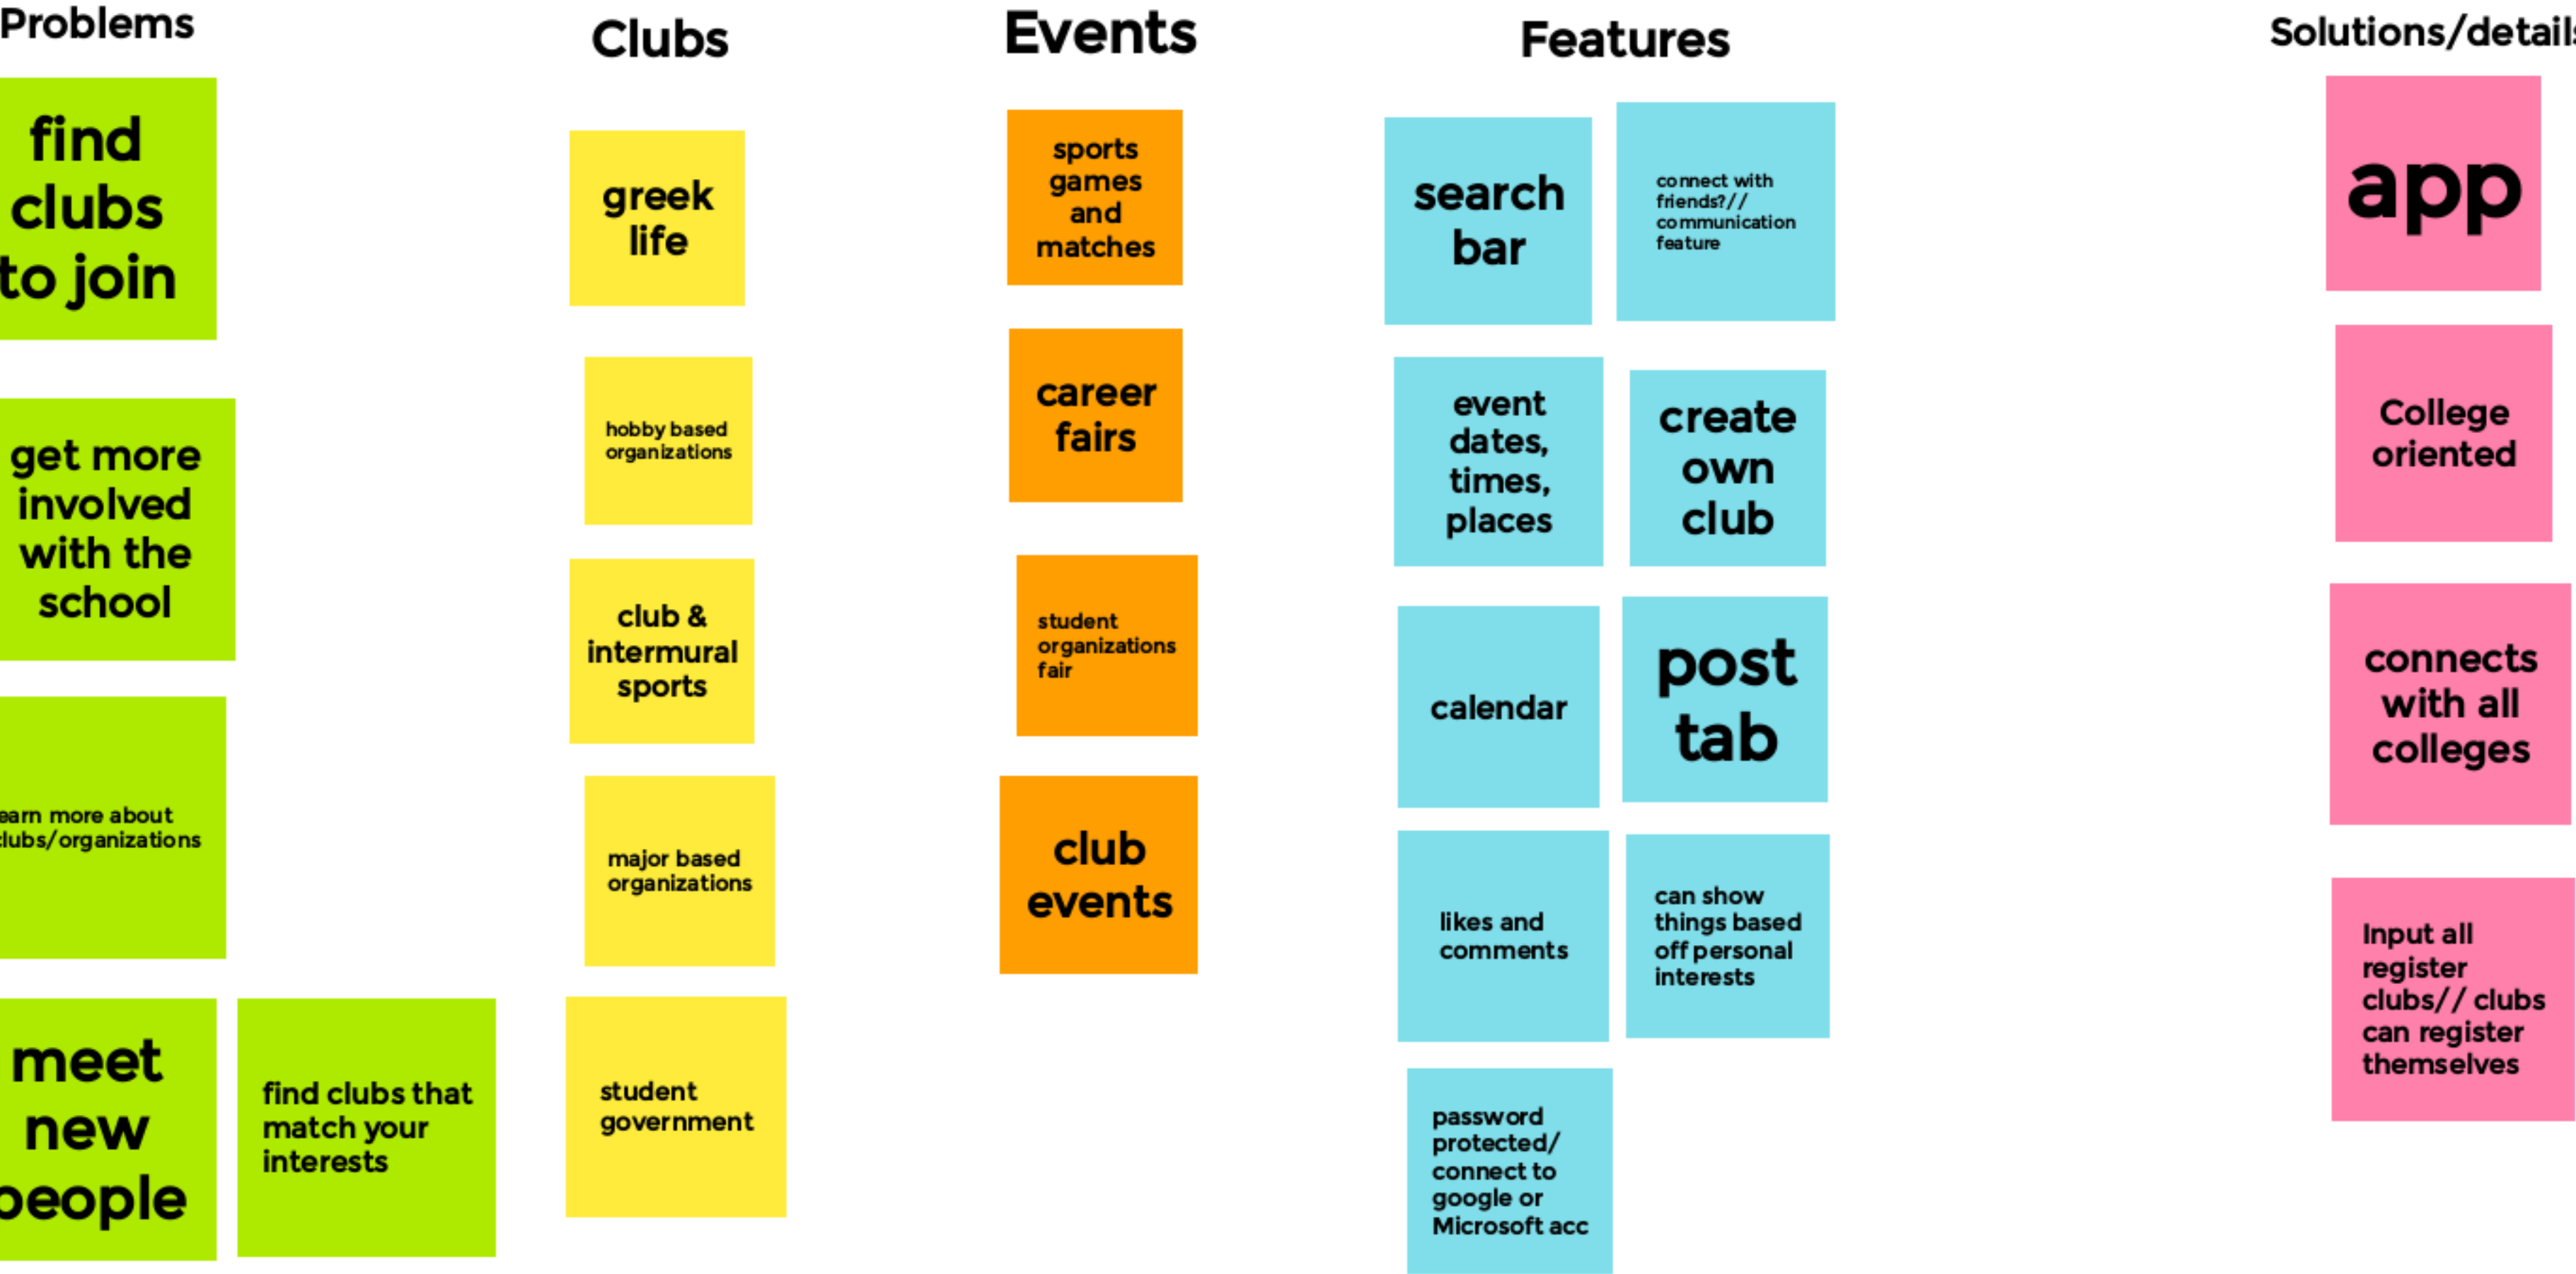 Problems
find
clubs
to join
get more
involved
with the
school
earn more about
clubs/organizations
meet
new
people
find clubs that
match your
interests
Clubs
greek
life
hobby based
organizations
club &
intermural
sports
major based
organizations
student
government
Events
sports
games
and
matches
career
fairs
student
organizations
fair
club
events
Features
search
bar
connect with
friends?//
communication
feature
event
dates,
times,
places
create
own
club
calendar
post
tab
likes and
comments
can show
things based
off personal
interests
password
protected/
connect to
google or
Microsoft acc
Solutions/details
app
College
oriented
connects
with all
colleges
Input all
register
clubs// clubs
can register
themselves